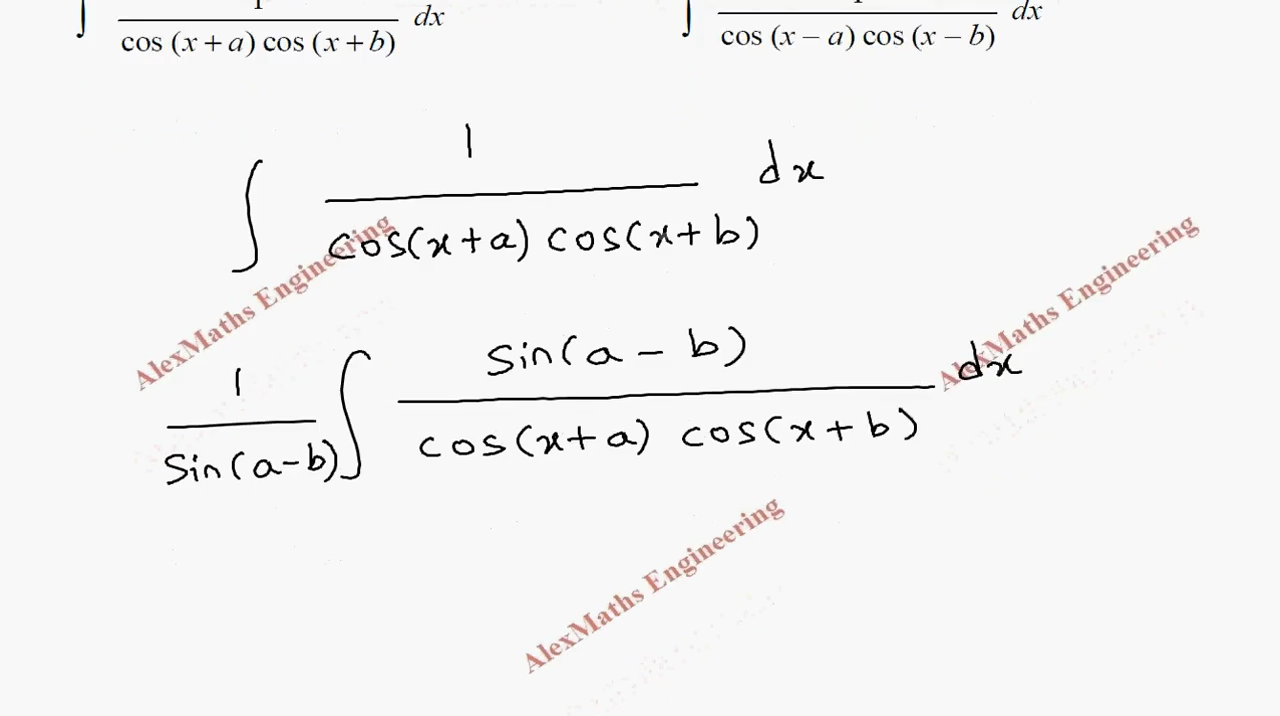 ∫ 1 / cos (x + a) cos (x + b) dx
∫ / cos (x − a) cos (x − b) dx
∫ 1 / cos(x+a) cos(x+b) dx
1 / Sin(a-b) ∫ Sin(a - b) / cos(x+a) cos(x+b) dx
AlexMaths Engineering
AlexMaths Engineering
AlexMaths Engineering